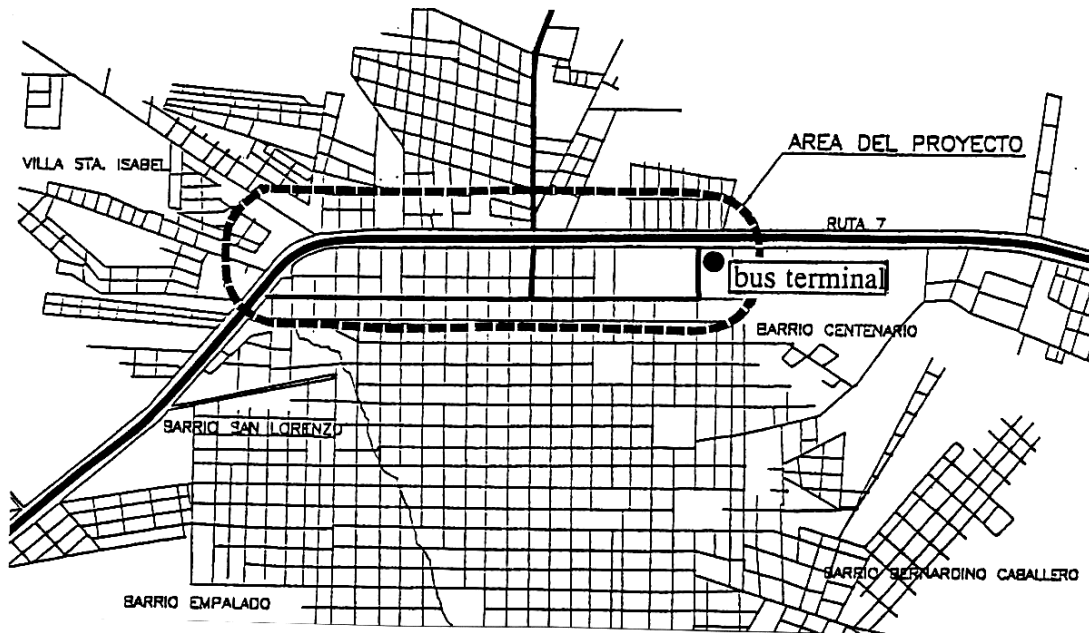 AREA DEL PROYECTO
VILLA STA. ISABEL
RUTA 7
bus terminal
BARRIO CENTENARIO
BARRIO SAN LORENZO
BARRIO BERNARDINO CABALLERO
BARRIO EMPALADO